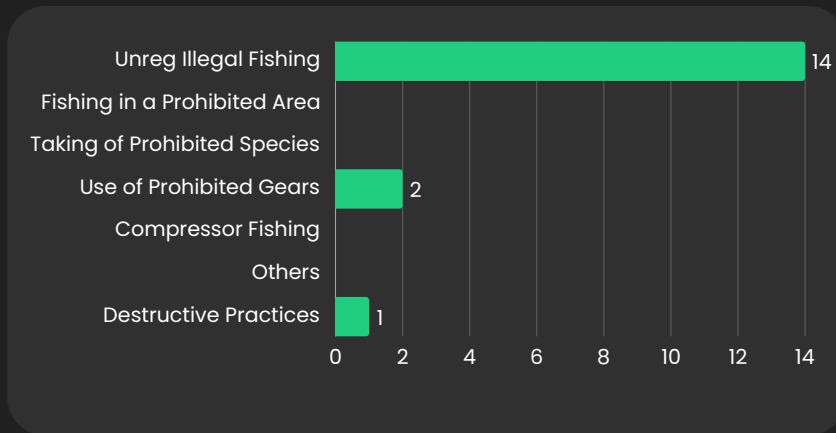 Unreg Illegal Fishing 14
Fishing in a Prohibited Area
Taking of Prohibited Species
Use of Prohibited Gears 2
Compressor Fishing
Others
Destructive Practices 1
0 2 4 6 8 10 12 14